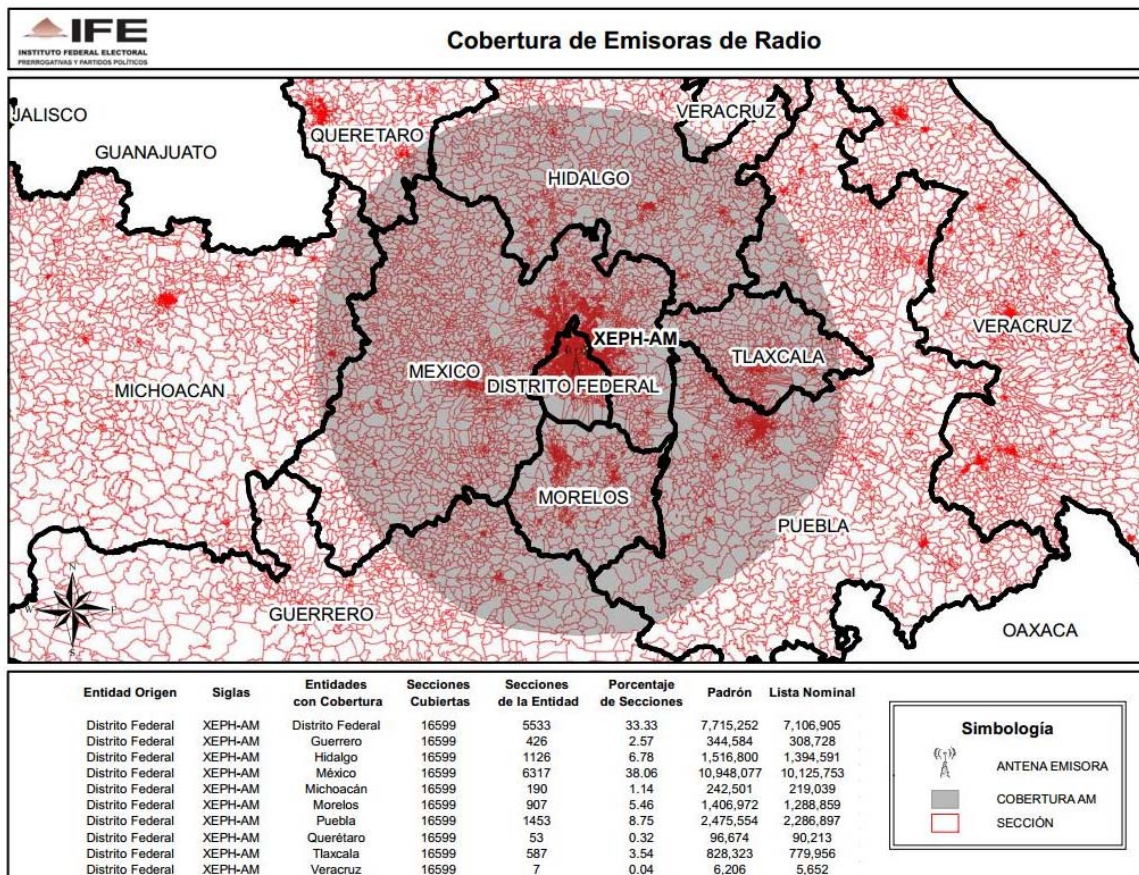 IFE
INSTITUTO FEDERAL ELECTORAL
PRERROGATIVAS Y PARTIDOS POLÍTICOS
Cobertura de Emisoras de Radio
JALISCO
GUANAJUATO
QUERETARO
VERACRUZ
HIDALGO
XEPH-AM
VERACRUZ
TLAXCALA
MEXICO
DISTRITO FEDERAL
MICHOACAN
MORELOS
PUEBLA
GUERRERO
OAXACA
N
W
E
S
Entidad Origen Siglas Entidades con Cobertura Secciones Cubiertas Secciones de la Entidad Porcentaje de Secciones Padrón Lista Nominal
Distrito Federal XEPH-AM Distrito Federal 16599 5533 33.33 7,715,252 7,106,905
Distrito Federal XEPH-AM Guerrero 16599 426 2.57 344,584 308,728
Distrito Federal XEPH-AM Hidalgo 16599 1126 6.78 1,516,800 1,394,591
Distrito Federal XEPH-AM México 16599 6317 38.06 10,948,077 10,125,753
Distrito Federal XEPH-AM Michoacán 16599 190 1.14 242,501 219,039
Distrito Federal XEPH-AM Morelos 16599 907 5.46 1,406,972 1,288,859
Distrito Federal XEPH-AM Puebla 16599 1453 8.75 2,475,554 2,286,897
Distrito Federal XEPH-AM Querétaro 16599 53 0.32 96,674 90,213
Distrito Federal XEPH-AM Tlaxcala 16599 587 3.54 828,323 779,956
Distrito Federal XEPH-AM Veracruz 16599 7 0.04 6,206 5,652
Simbología
ANTENA EMISORA
COBERTURA AM
SECCIÓN